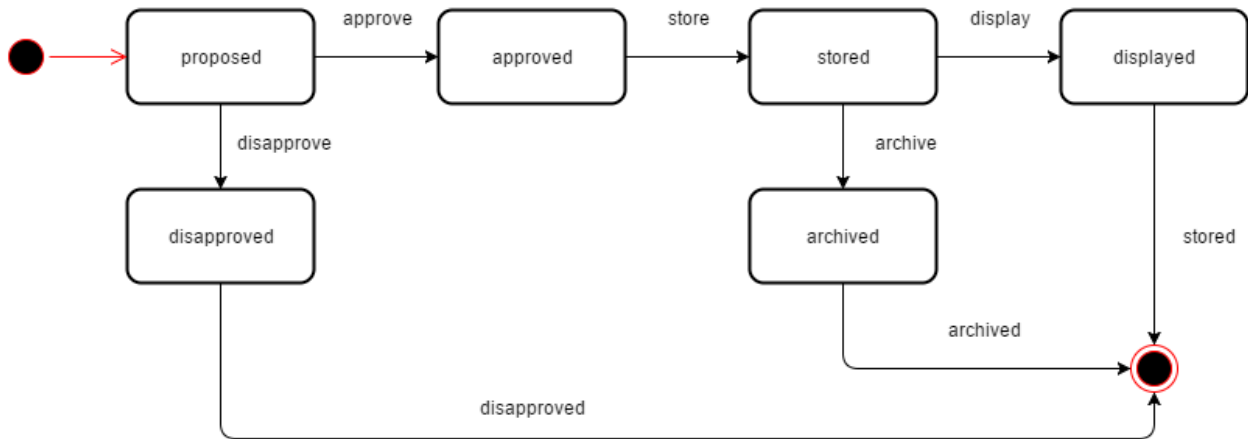 approve
store
display
proposed
approved
stored
displayed
disapprove
archive
disapproved
archived
stored
archived
disapproved